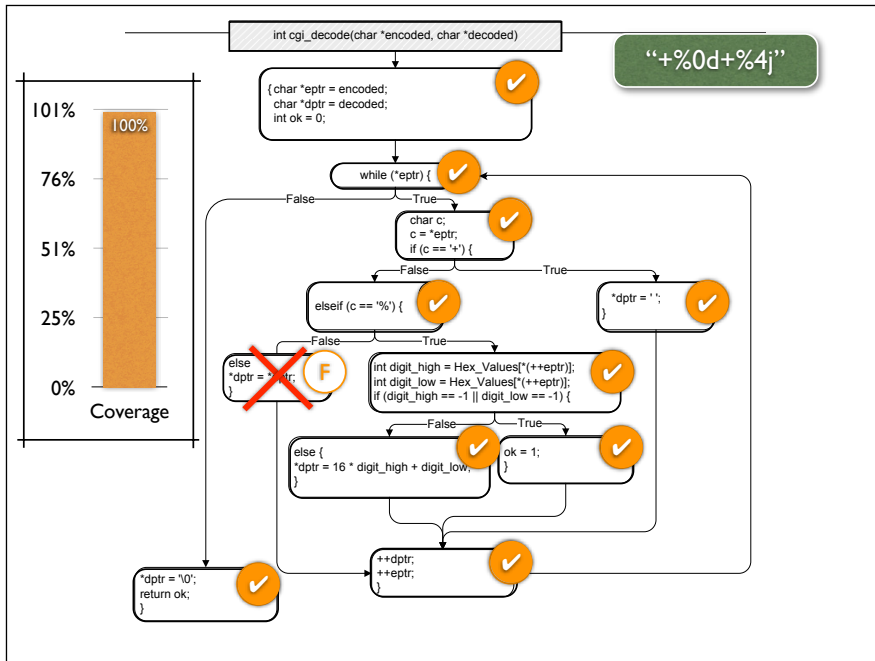 int cgi_decode(char *encoded, char *decoded)
“+%0d+%4j”
{ char *eptr = encoded;
char *dptr = decoded;
int ok = 0;
101%
76%
51%
25%
0%
100%
Coverage
while (*eptr) {
False
True
char c;
c = *eptr;
if (c == '+') {
False
True
elseif (c == '%') {
*dptr = ' ';
}
False
True
else
*dptr = *eptr;
}
F
int digit_high = Hex_Values[*(++eptr)];
int digit_low = Hex_Values[*(++eptr)];
if (digit_high == -1 || digit_low == -1) {
False
True
else {
*dptr = 16 * digit_high + digit_low;
}
ok = 1;
}
++dptr;
++eptr;
}
*dptr = '\0';
return ok;
}